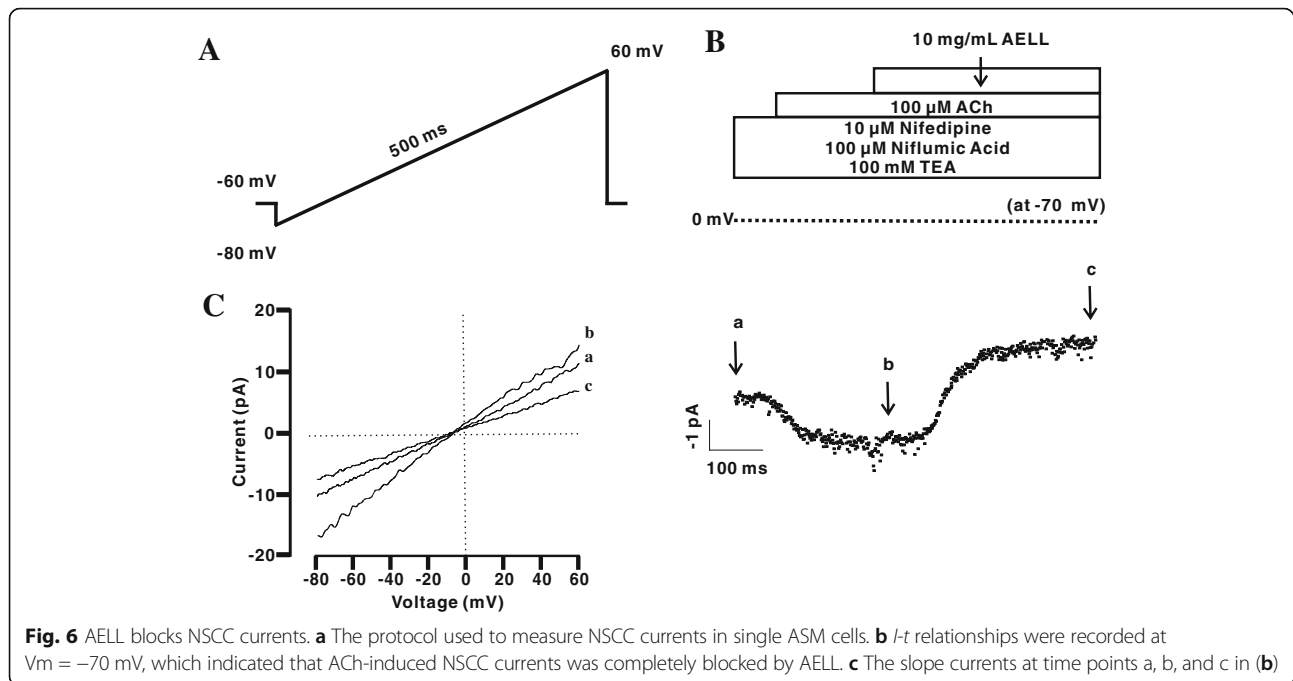 A
60 mV
500 ms
-60 mV
-80 mV
B
10 mg/mL AELL
100 μM ACh
10 μM Nifedipine
100 μM Niflumic Acid
100 mM TEA
(at -70 mV)
0 mV
a
b
c
-1 pA
100 ms
C
20
10
0
-10
-20
Current (pA)
b
a
c
-80 -60 -40 -20 0 20 40 60
Voltage (mV)
Fig. 6 AELL blocks NSCC currents. a The protocol used to measure NSCC currents in single ASM cells. b I-t relationships were recorded at
Vm = −70 mV, which indicated that ACh-induced NSCC currents was completely blocked by AELL. c The slope currents at time points a, b, and c in (b)